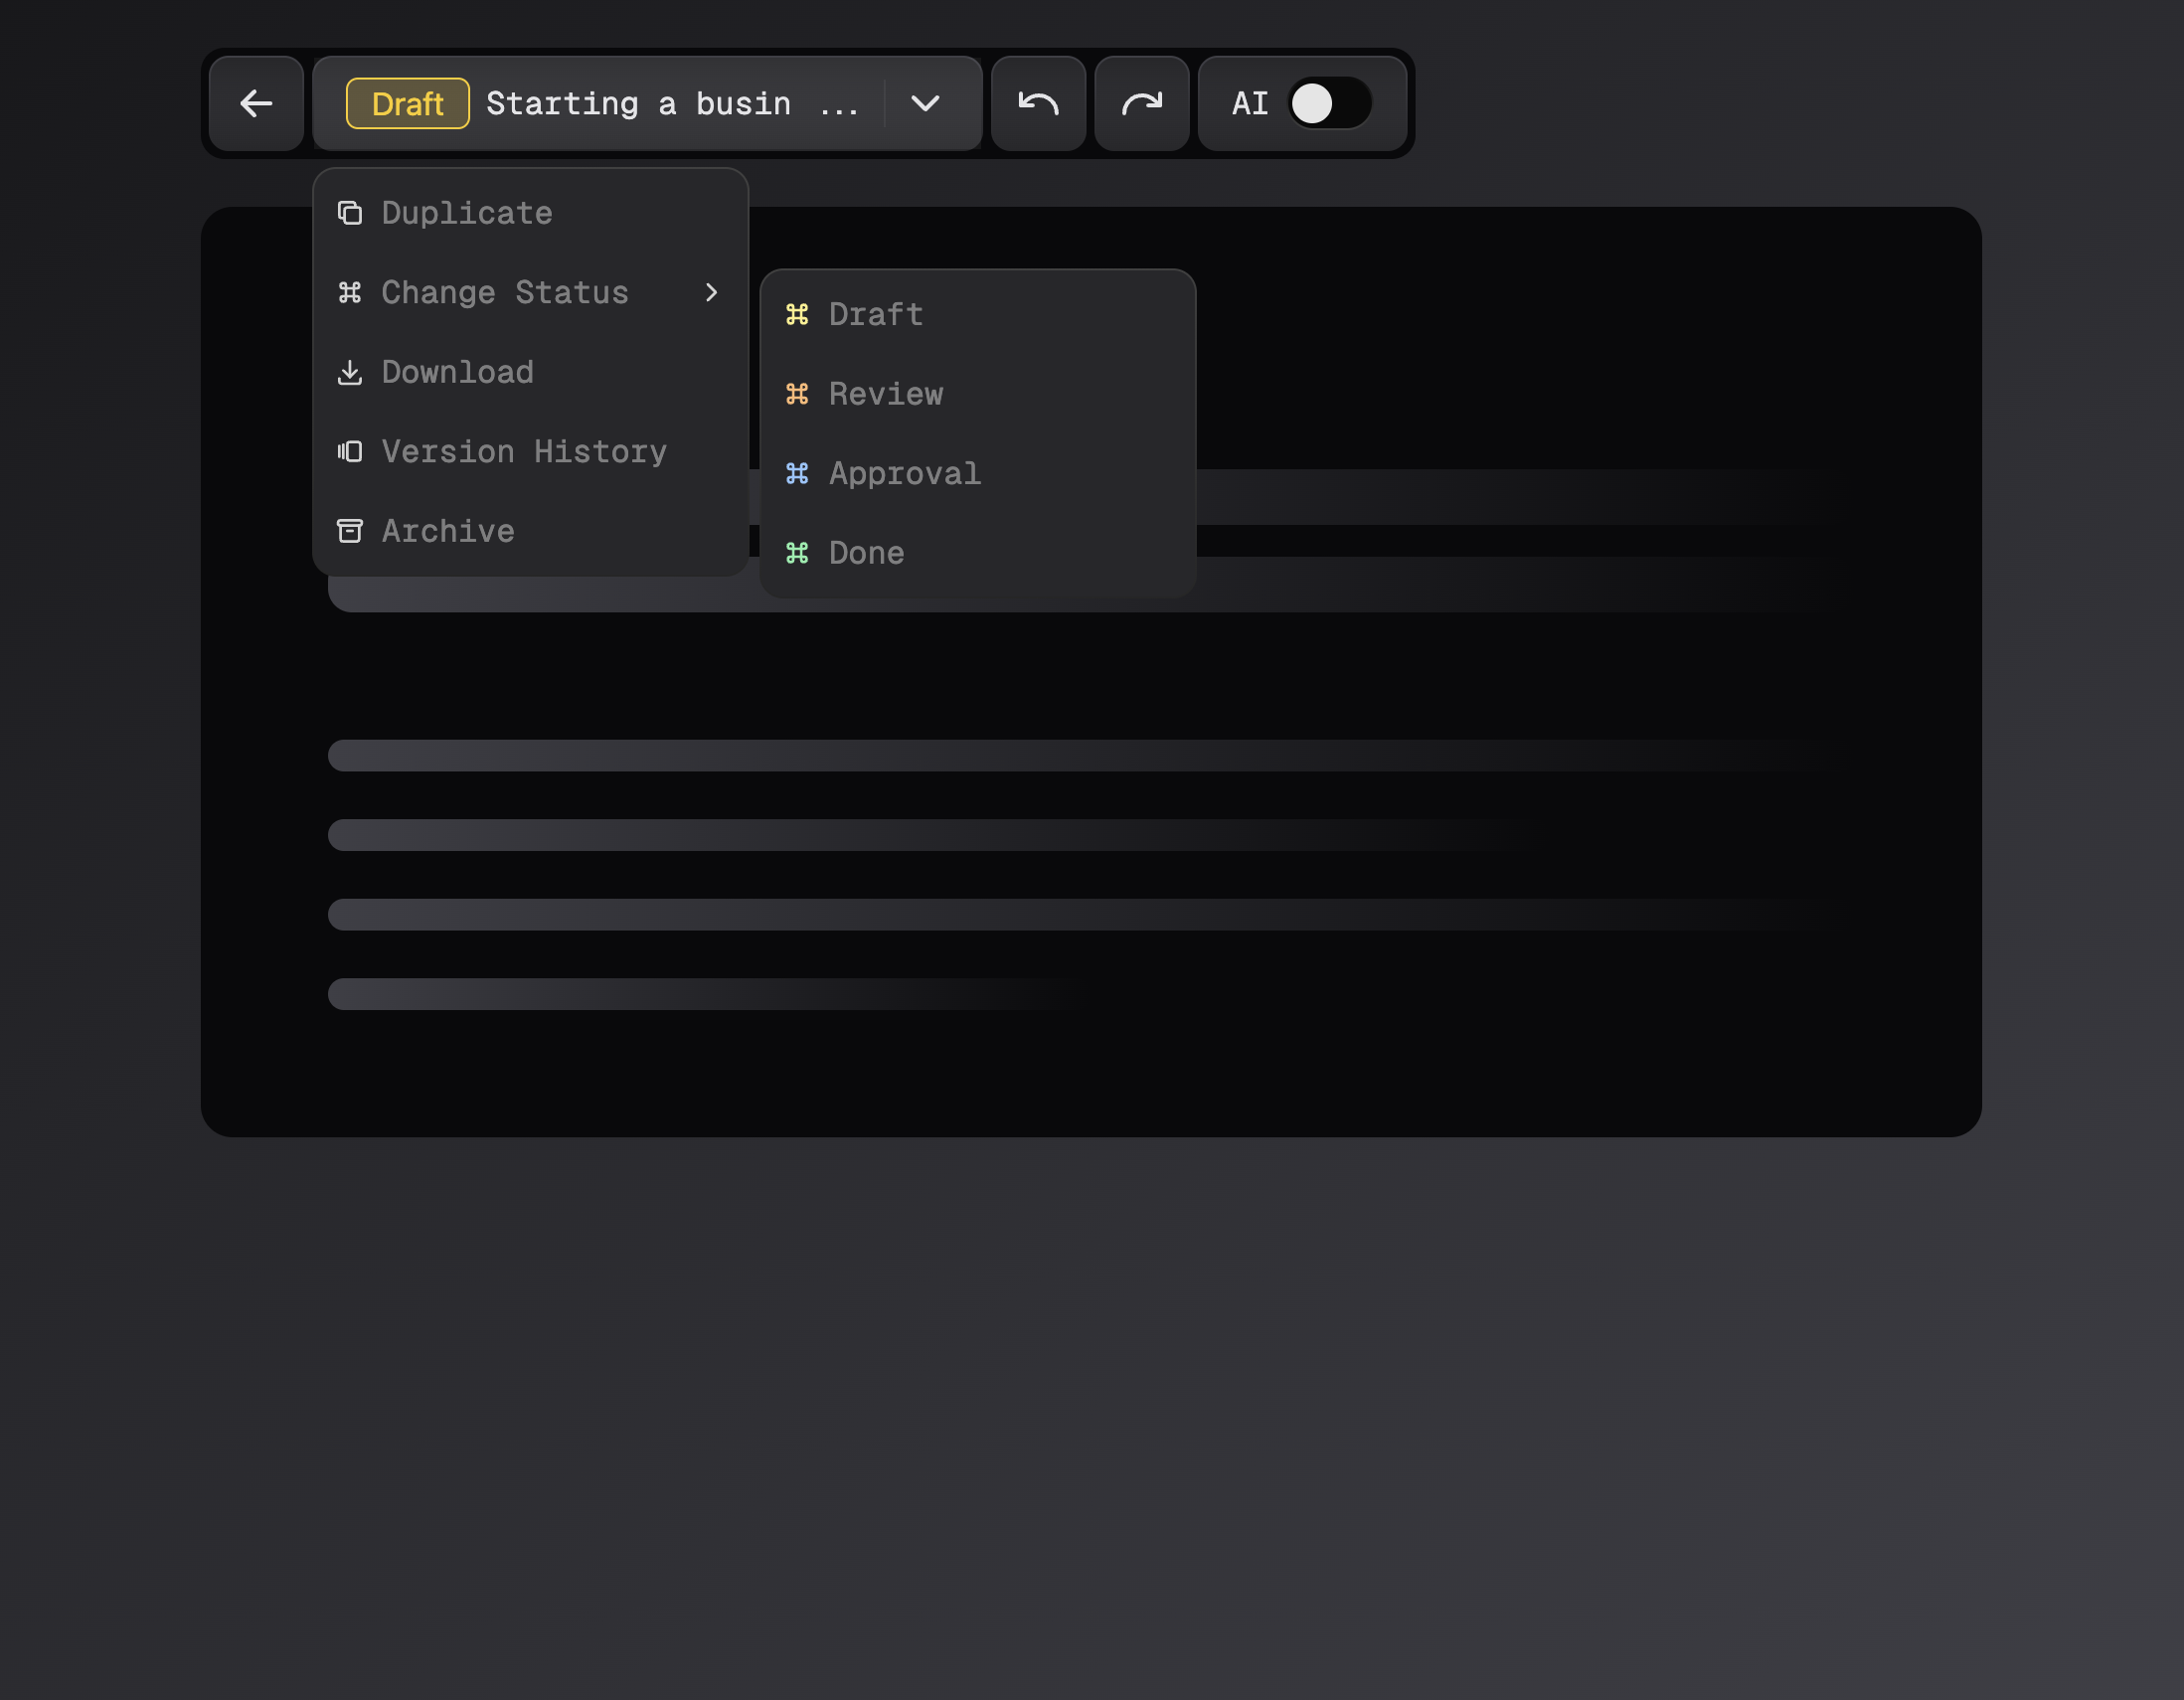 Draft Starting a busin ... AI
Duplicate
Change Status
Download
Version History
Archive
Draft
Review
Approval
Done